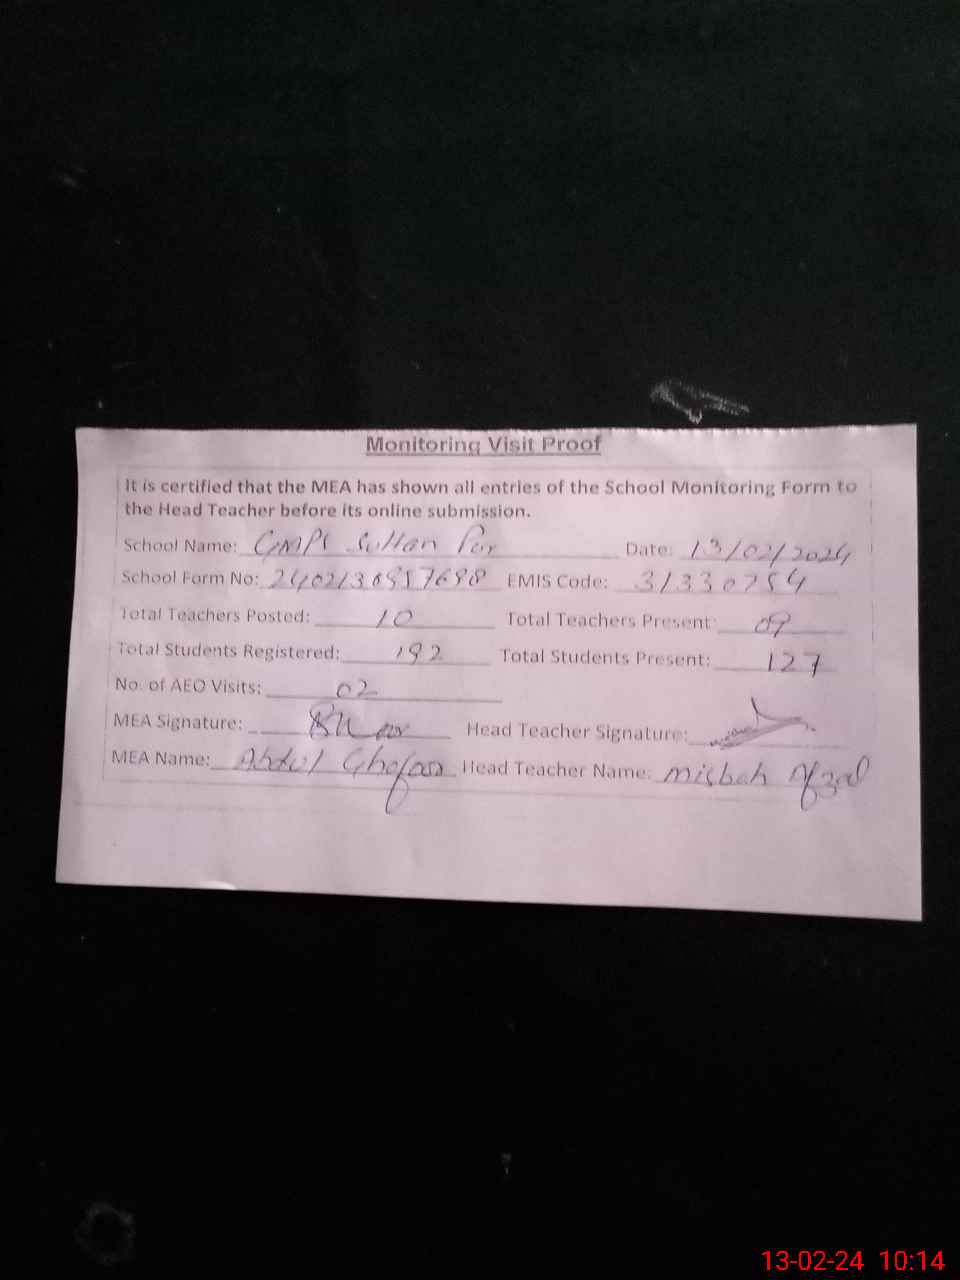 Monitoring Visit Proof
It is certified that the MEA has shown all entries of the School Monitoring Form to
the Head Teacher before its online submission.
School Name: GMPS Sultan Pur Date: 13/02/2024
School Form No: EMIS Code: 31330754
Total Teachers Posted: 10 Total Teachers Present: 09
Total Students Registered: 192 Total Students Present: 127
No. of AEO Visits: 02
MEA Signature: Head Teacher Signature:
MEA Name: Abdul Ghafoor Head Teacher Name: misbah Afzal
13-02-24 10:14